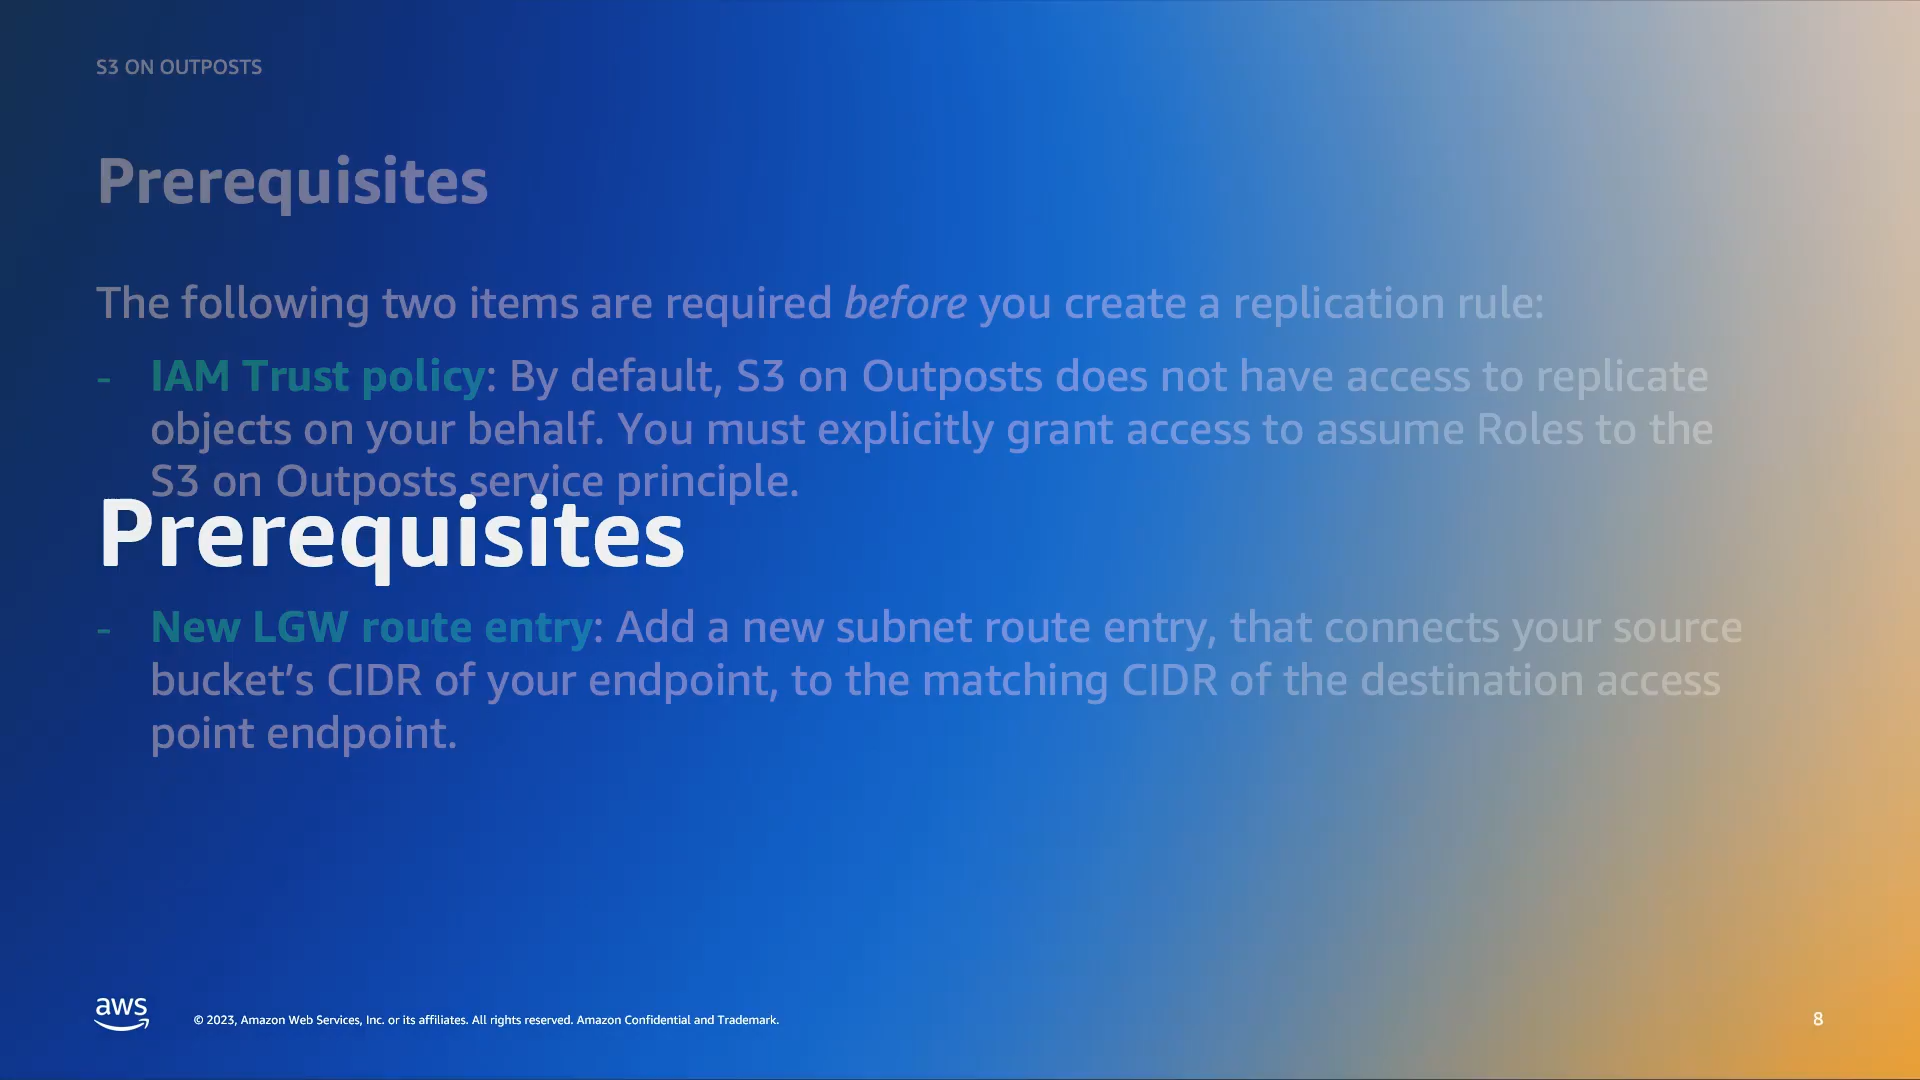 S3 ON OUTPOSTS
Prerequisites
The following two items are required before you create a replication rule:
- IAM Trust policy: By default, S3 on Outposts does not have access to replicate
objects on your behalf. You must explicitly grant access to assume Roles to the
S3 on Outposts service principle.
Prerequisites
- New LGW route entry: Add a new subnet route entry, that connects your source
bucket’s CIDR of your endpoint, to the matching CIDR of the destination access
point endpoint.
aws
© 2023, Amazon Web Services, Inc. or its affiliates. All rights reserved. Amazon Confidential and Trademark.
8